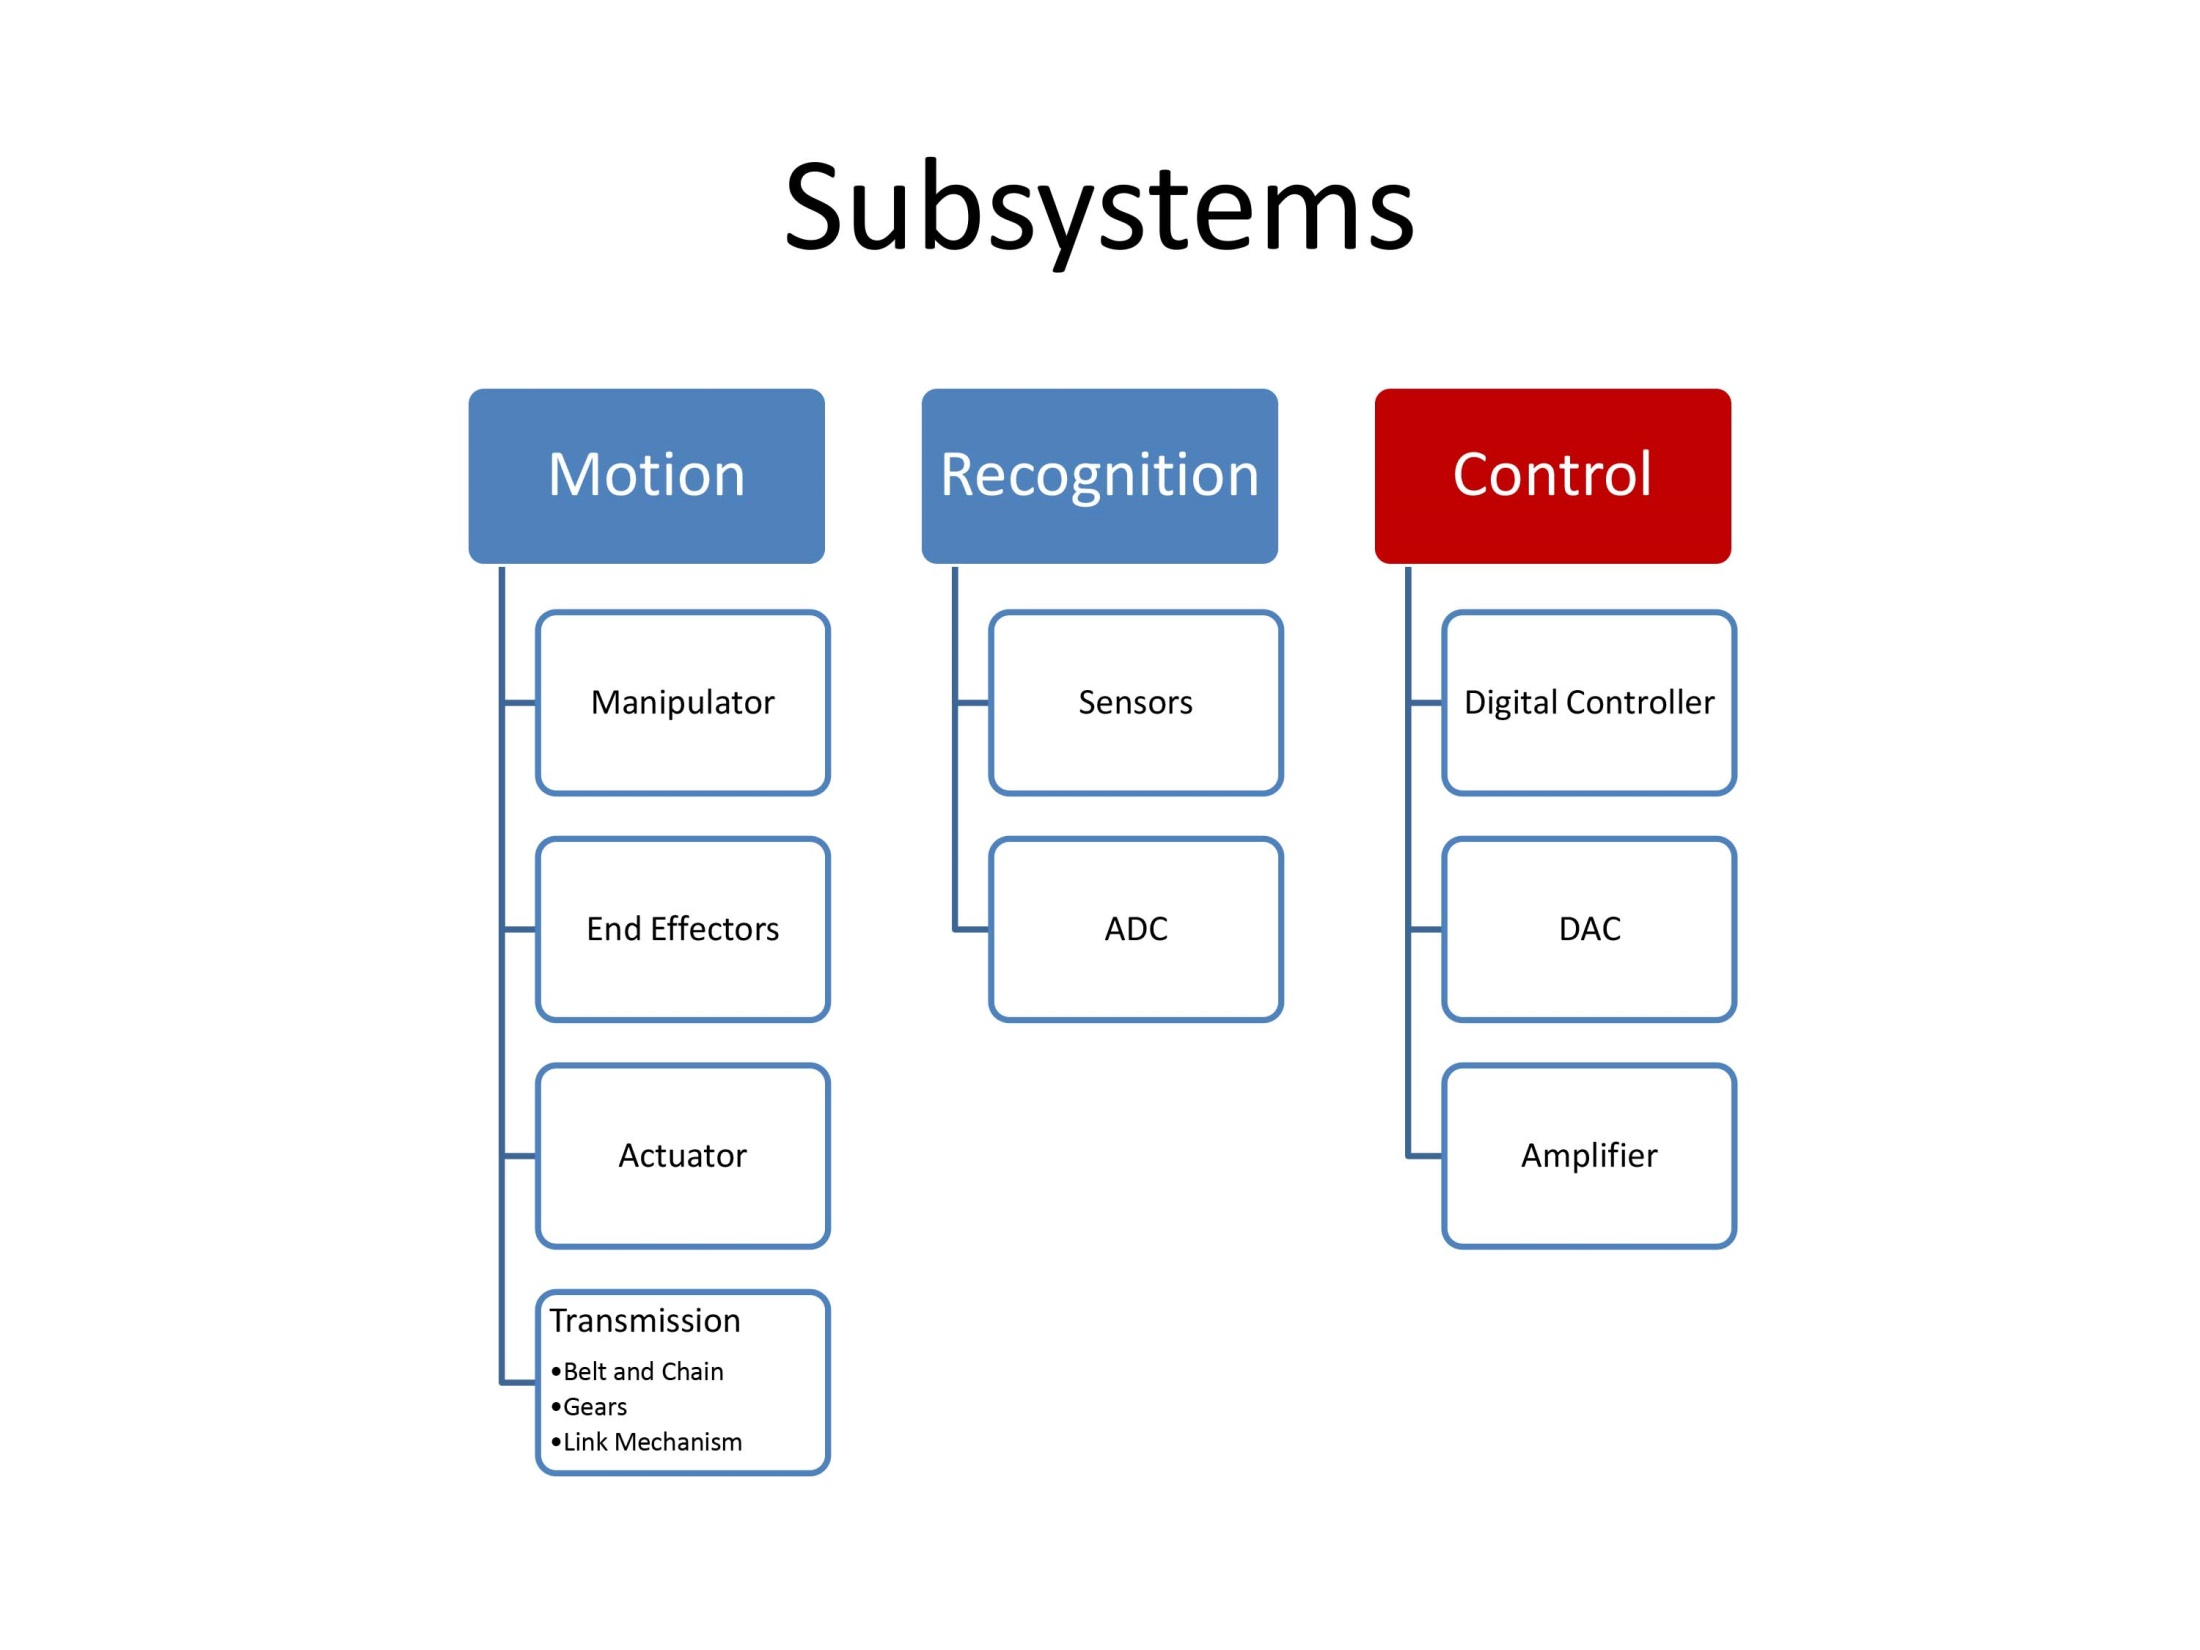 Subsystems
Motion
Manipulator
End Effectors
Actuator
Transmission
•Belt and Chain
•Gears
•Link Mechanism
Recognition
Sensors
ADC
Control
Digital Controller
DAC
Amplifier